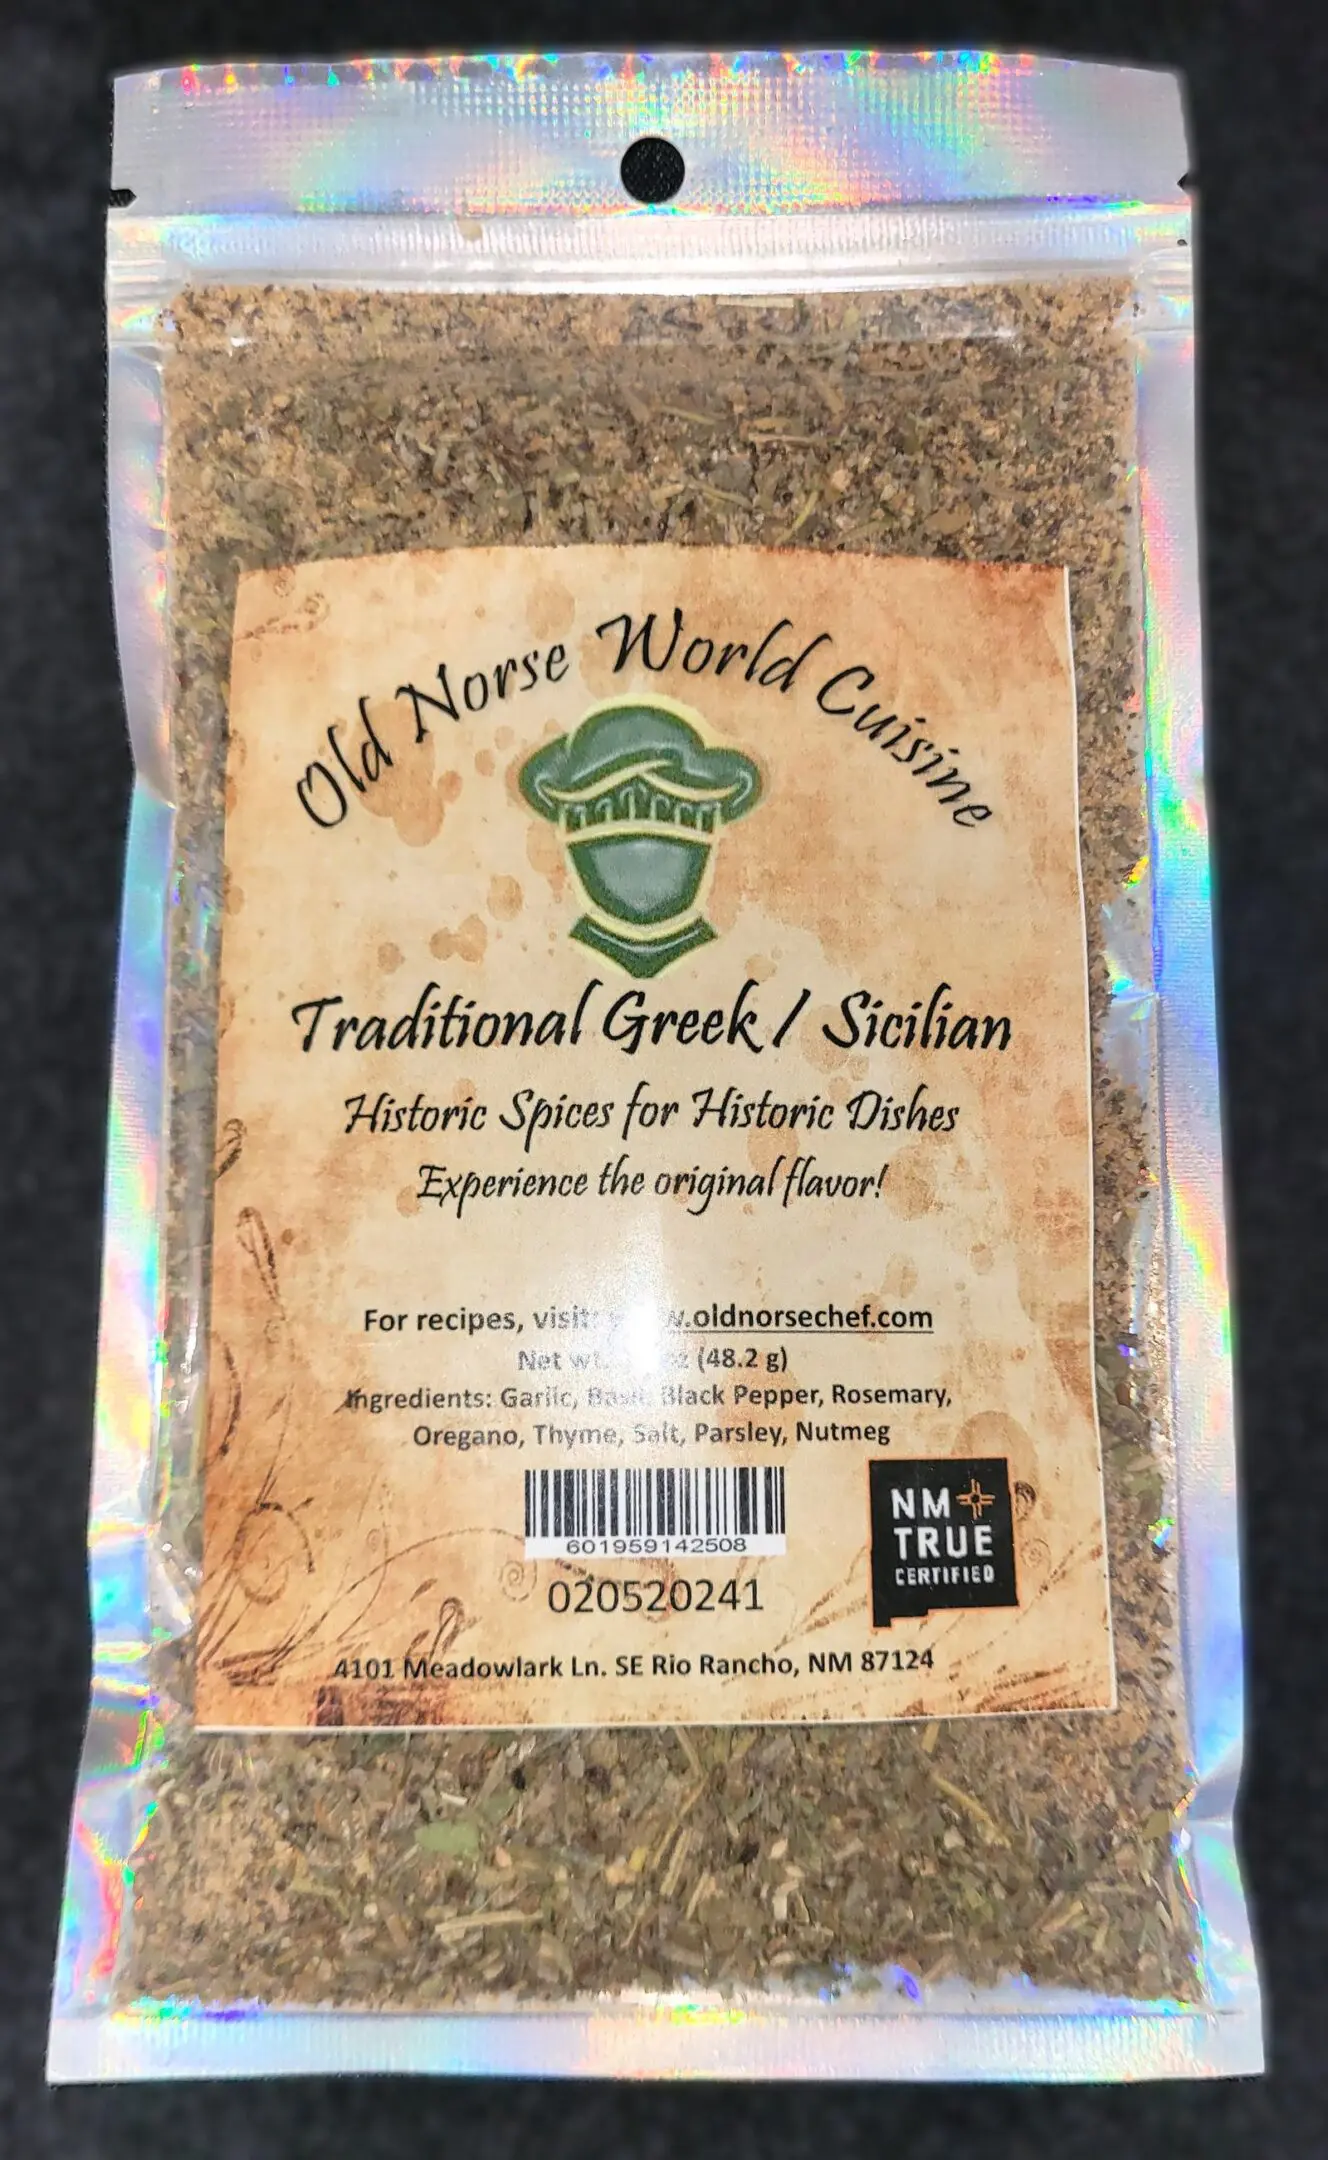 Old Norse World Cuisine
Traditional Greek / Sicilian
Historic Spices for Historic Dishes
Experience the original flavor!
For recipes, visit: w.oldnorsechef.com
Net wt. (48.2 g)
Ingredients: Garlic, Basil, Black Pepper, Rosemary,
Oregano, Thyme, Salt, Parsley, Nutmeg
601959142508
NM
TRUE
CERTIFIED
020520241
4101 Meadowlark Ln. SE Rio Rancho, NM 87124